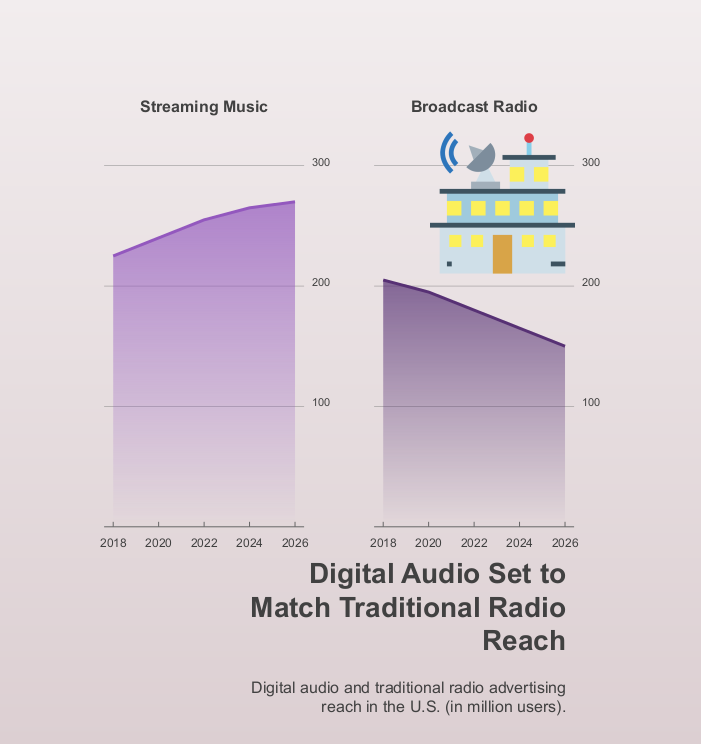 Streaming Music
Broadcast Radio
300
200
100
300
200
100
2018 2020 2022 2024 2026
2018 2020 2022 2024 2026
Digital Audio Set to
Match Traditional Radio
Reach
Digital audio and traditional radio advertising
reach in the U.S. (in million users).